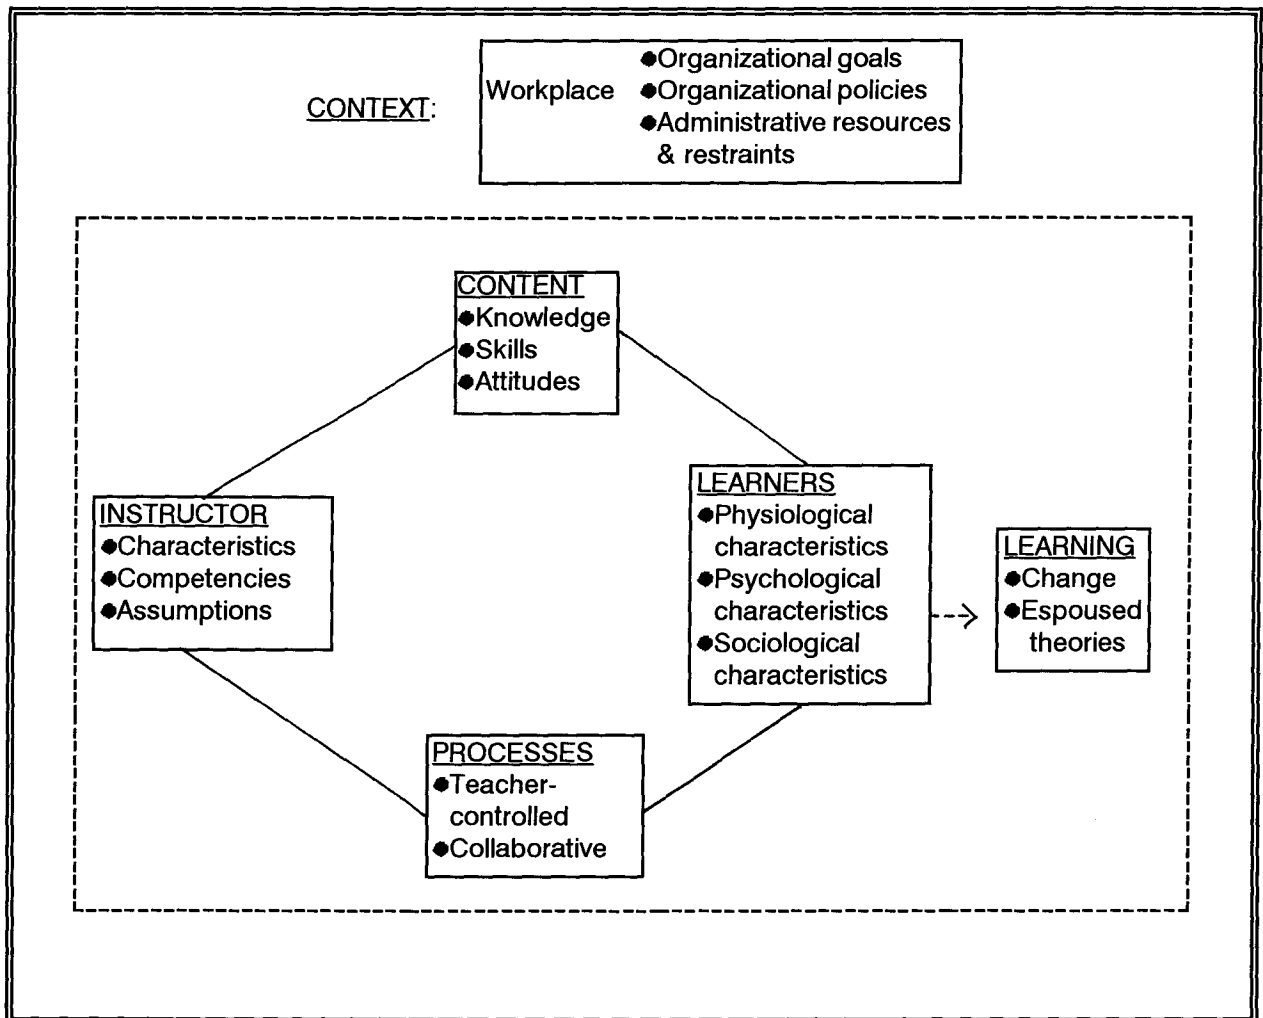 CONTEXT:
Workplace
●Organizational goals
●Organizational policies
●Administrative resources
& restraints
CONTENT
●Knowledge
●Skills
●Attitudes
INSTRUCTOR
●Characteristics
●Competencies
●Assumptions
LEARNERS
●Physiological
characteristics
●Psychological
characteristics
●Sociological
characteristics
LEARNING
●Change
●Espoused
theories
PROCESSES
●Teacher-
controlled
●Collaborative